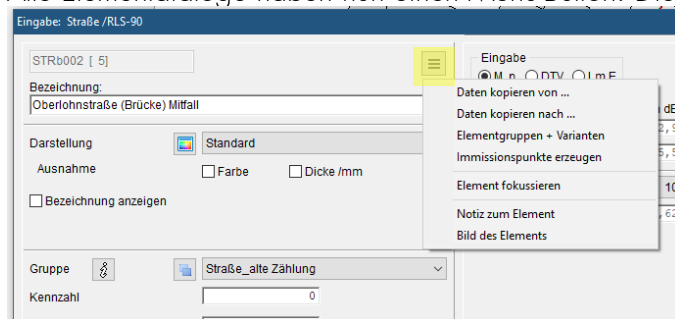 Eingabe: Straße /RLS-90
STRb002 [ 5]
Bezeichnung:
Oberlohnstraße (Brücke) Mitfall
Darstellung
Standard
Ausnahme
Farbe
Dicke /mm
Bezeichnung anzeigen
Gruppe
Straße_alte Zählung
Kennzahl
0
Eingabe
M, p
DTV
L m,E
Daten kopieren von ...
Daten kopieren nach ...
Elementgruppen + Varianten
Immissionspunkte erzeugen
Element fokussieren
Notiz zum Element
Bild des Elements